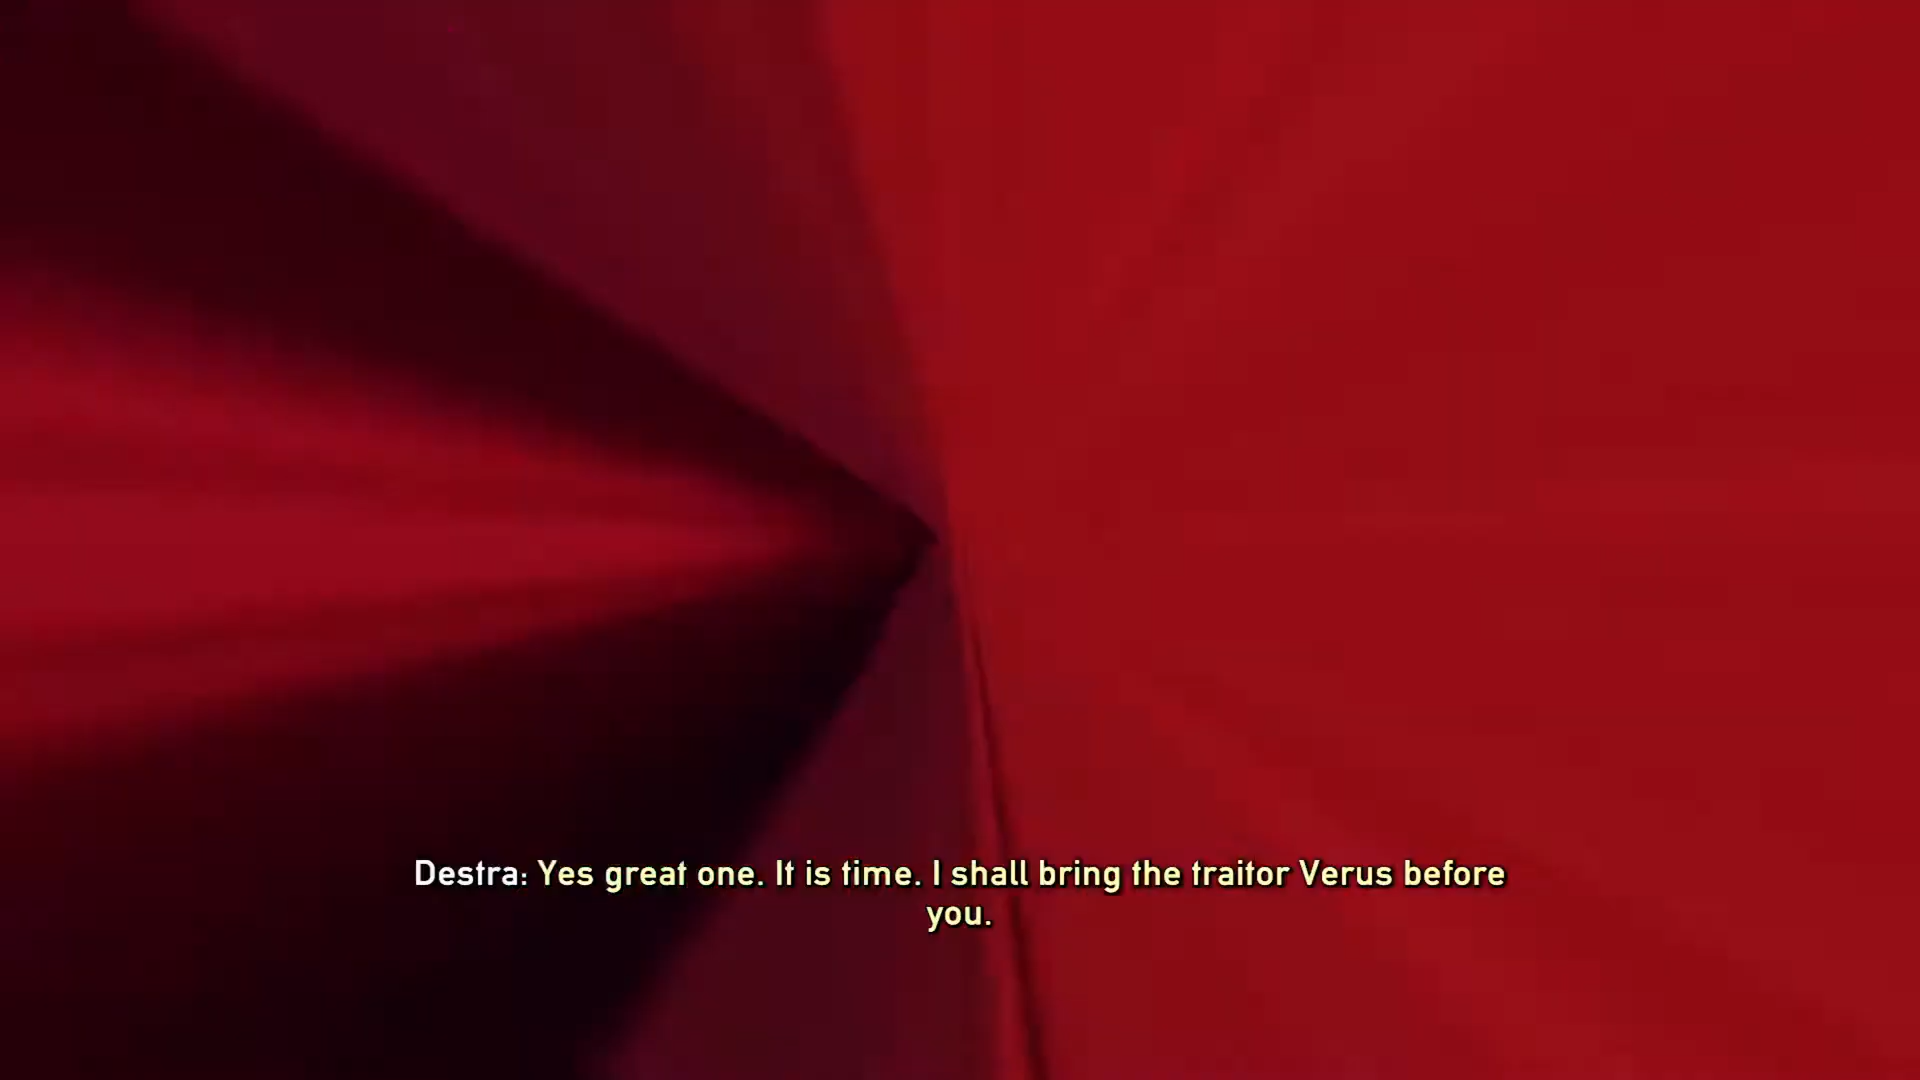 Destra: Yes great one. It is time. I shall bring the traitor Verus before
you.